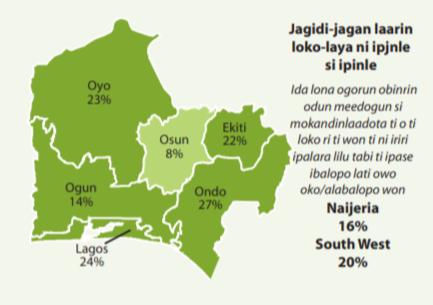 Jagidi-jagan laarin
loko-laya ni ipjnle
si ipinle
Ida lona ogorun obinrin
odun meedogun si
mokandinlaadota ti o ti
loko ri ti won ti ni iriri
ipalara lilu tabi ti ipase
ibalopo lati owo
oko/alabalopo won
Naijeria
16%
South West
20%
Oyo
23%
Osun
8%
Ekiti
22%
Ogun
14%
Ondo
27%
Lagos
24%